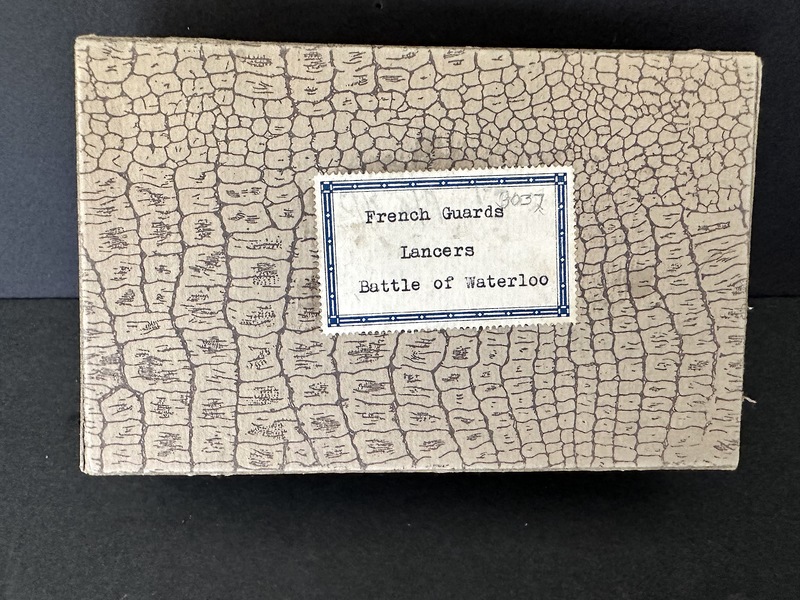 9037
French Guards
Lancers
Battle of Waterloo